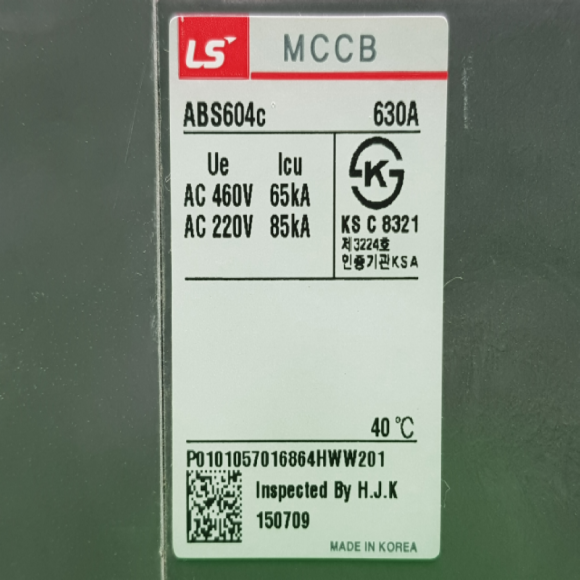 LS MCCB
ABS604c 630A
Ue Icu
AC 460V 65kA
AC 220V 85kA
K
KS C 8321
제3224호
인증기관KSA
40 ℃
P0101057016864HWW201
Inspected By H.J.K
150709
MADE IN KOREA